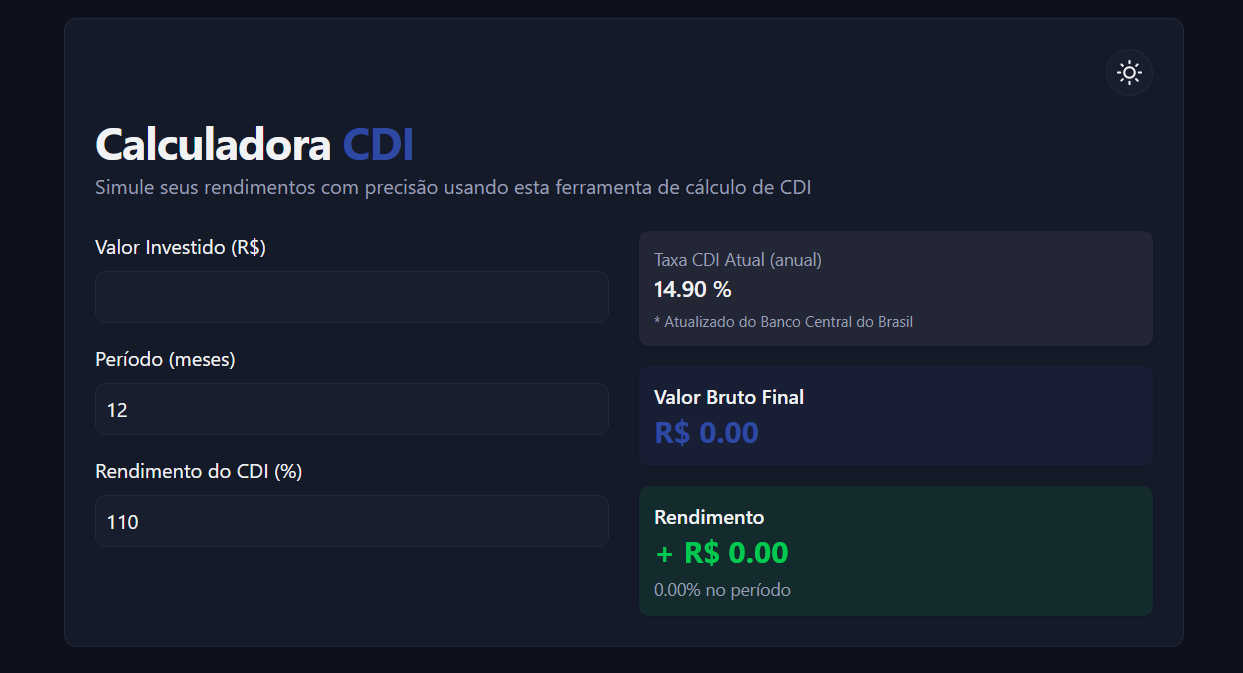 Calculadora CDI
Simule seus rendimentos com precisão usando esta ferramenta de cálculo de CDI
Valor Investido (R$)
Período (meses)
12
Rendimento do CDI (%)
110
Taxa CDI Atual (anual)
14.90 %
* Atualizado do Banco Central do Brasil
Valor Bruto Final
R$ 0.00
Rendimento
+ R$ 0.00
0.00% no período